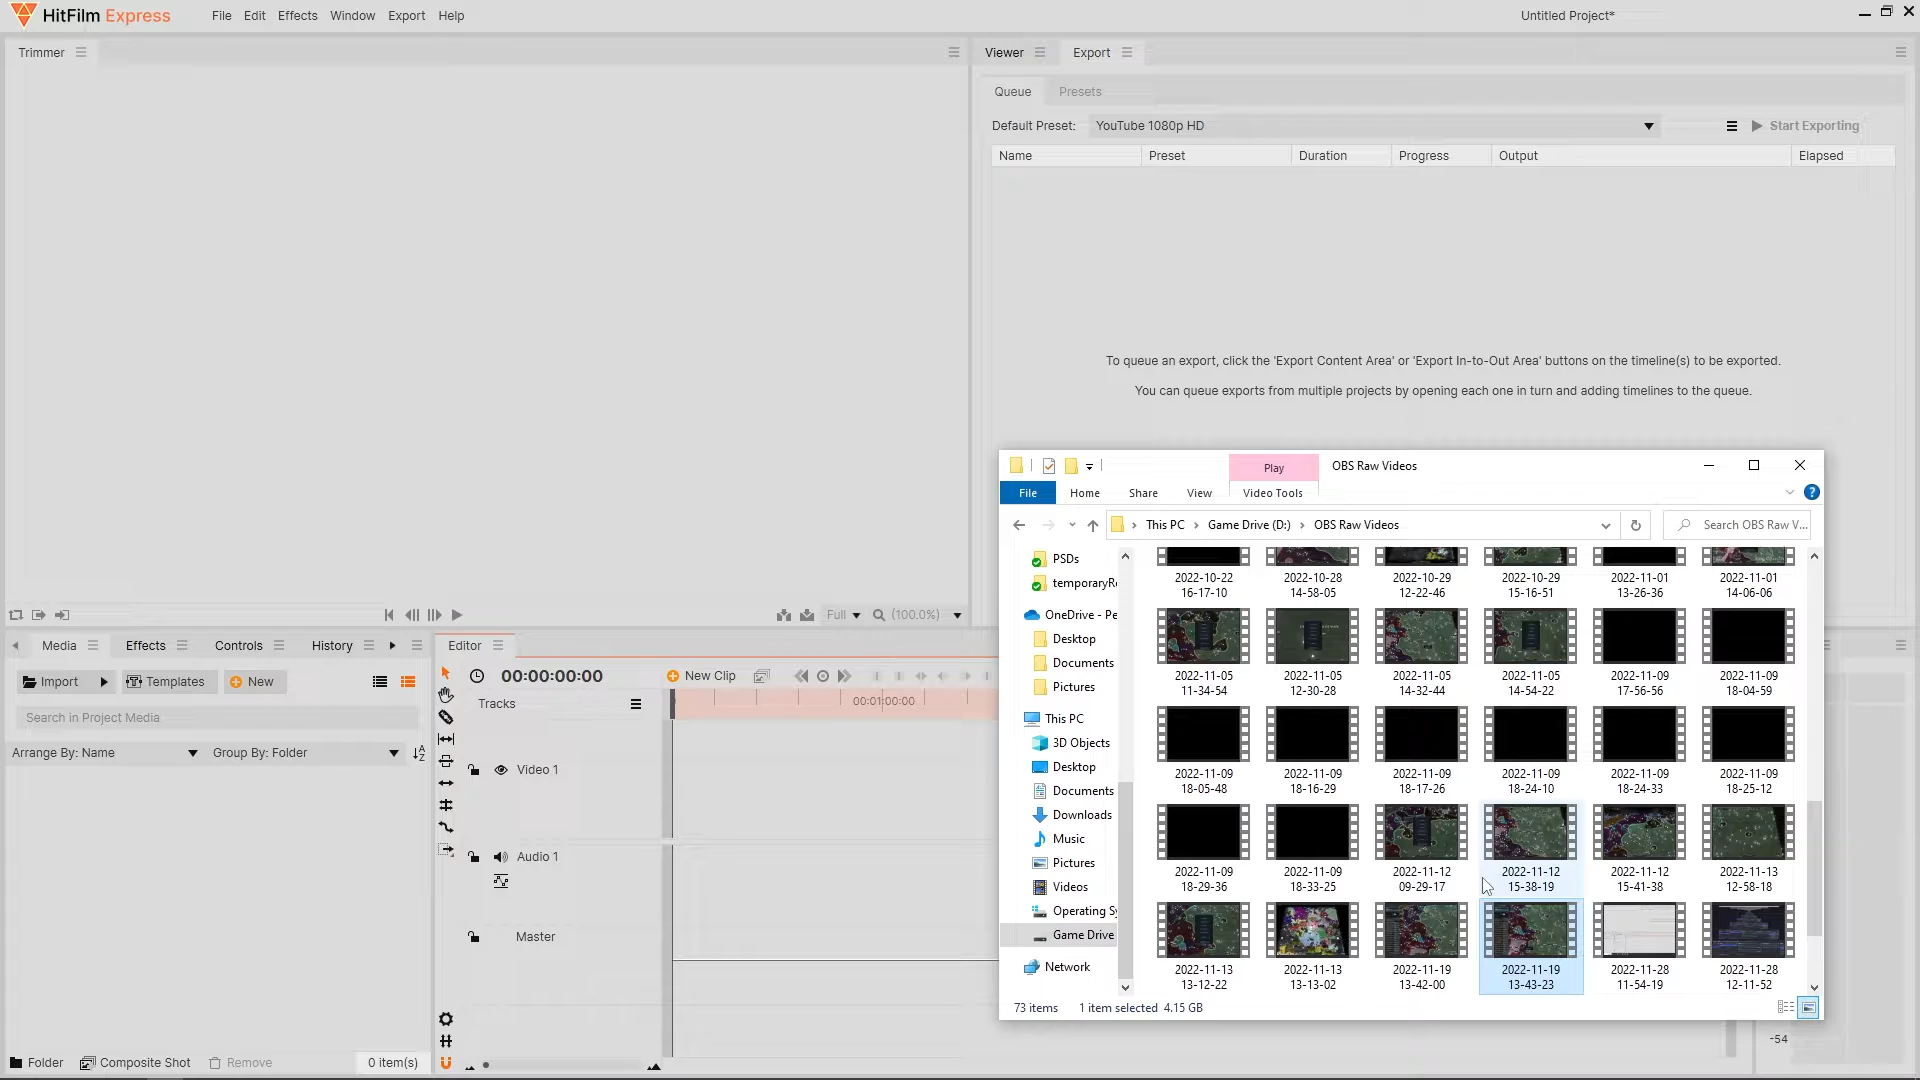 HitFilm Express
File Edit Effects Window Export Help
Untitled Project*
Trimmer
Viewer Export
Queue Presets
Default Preset: YouTube 1080p HD Start Exporting
Name Preset Duration Progress Output Elapsed
To queue an export, click the 'Export Content Area' or 'Export In-to-Out Area' buttons on the timeline(s) to be exported.
You can queue exports from multiple projects by opening each one in turn and adding timelines to the queue.
Full (100.0%)
Media Effects Controls History
Import Templates New
Search in Project Media
Arrange By: Name Group By: Folder
Folder Composite Shot Remove 0 item(s)
Editor
00:00:00:00 New Clip
Tracks 00:01:00:00
Video 1
Audio 1
Master
-54
Play OBS Raw Videos
File Home Share View Video Tools
This PC Game Drive (D:) OBS Raw Videos Search OBS Raw V...
PSDs
temporaryRe
OneDrive - Pe
Desktop
Documents
Pictures
This PC
3D Objects
Desktop
Documents
Downloads
Music
Pictures
Videos
Operating Sy
Game Drive
Network
2022-10-22 2022-10-28 2022-10-29 2022-10-29 2022-11-01 2022-11-01
16-17-10 14-58-05 12-22-46 15-16-51 13-26-36 14-06-06
2022-11-05 2022-11-05 2022-11-05 2022-11-05 2022-11-09 2022-11-09
11-34-54 12-30-28 14-32-44 14-54-22 17-56-56 18-04-59
2022-11-09 2022-11-09 2022-11-09 2022-11-09 2022-11-09 2022-11-09
18-05-48 18-16-29 18-17-26 18-24-10 18-24-33 18-25-12
2022-11-09 2022-11-09 2022-11-12 2022-11-12 2022-11-12 2022-11-13
18-29-36 18-33-25 09-29-17 15-38-19 15-41-38 12-58-18
2022-11-13 2022-11-13 2022-11-19 2022-11-19 2022-11-28 2022-11-28
13-12-22 13-13-02 13-42-00 13-43-23 11-54-19 12-11-52
73 items 1 item selected 4.15 GB